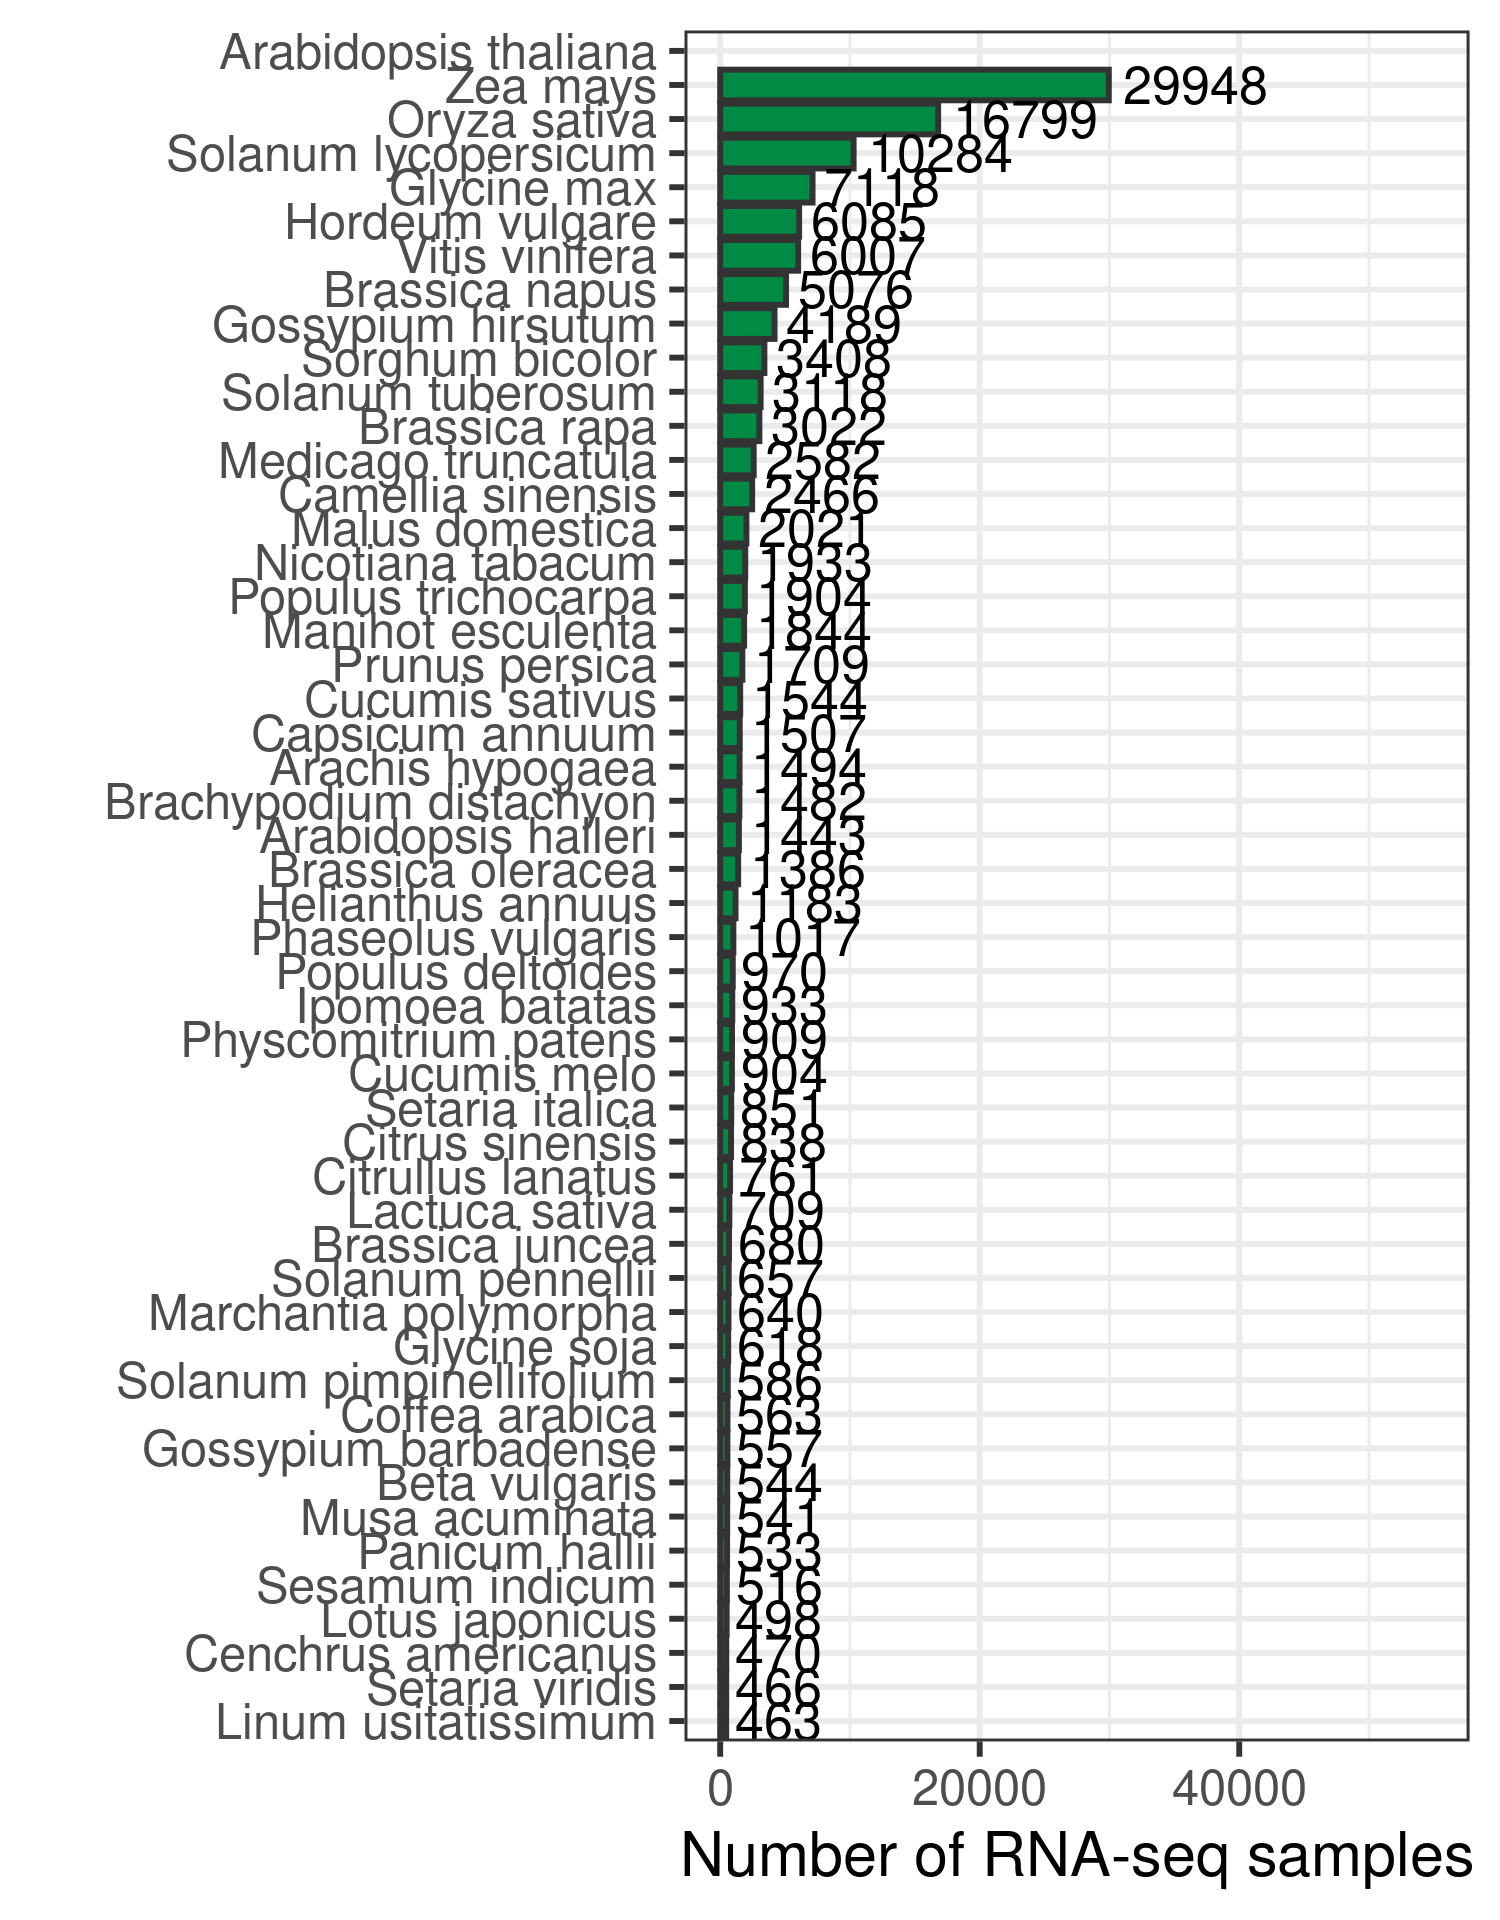 Arabidopsis thaliana
Zea mays 29948
Oryza sativa 16799
Solanum lycopersicum 10284
Glycine max 7118
Hordeum vulgare 6085
Vitis vinifera 6007
Brassica napus 5076
Gossypium hirsutum 4189
Sorghum bicolor 3408
Solanum tuberosum 3118
Brassica rapa 3022
Medicago truncatula 2582
Camellia sinensis 2466
Malus domestica 2021
Nicotiana tabacum 1933
Populus trichocarpa 1904
Manihot esculenta 1844
Prunus persica 1709
Cucumis sativus 1544
Capsicum annuum 1507
Arachis hypogaea 1494
Brachypodium distachyon 1482
Arabidopsis halleri 1443
Brassica oleracea 1386
Helianthus annuus 1183
Phaseolus vulgaris 1017
Populus deltoides 970
Ipomoea batatas 933
Physcomitrium patens 909
Cucumis melo 904
Setaria italica 851
Citrus sinensis 838
Citrullus lanatus 761
Lactuca sativa 709
Brassica juncea 680
Solanum pennellii 657
Marchantia polymorpha 640
Glycine soja 618
Solanum pimpinellifolium 586
Coffea arabica 563
Gossypium barbadense 557
Beta vulgaris 544
Musa acuminata 541
Panicum hallii 533
Sesamum indicum 516
Lotus japonicus 498
Cenchrus americanus 470
Setaria viridis 466
Linum usitatissimum 463
0 20000 40000
Number of RNA-seq samples